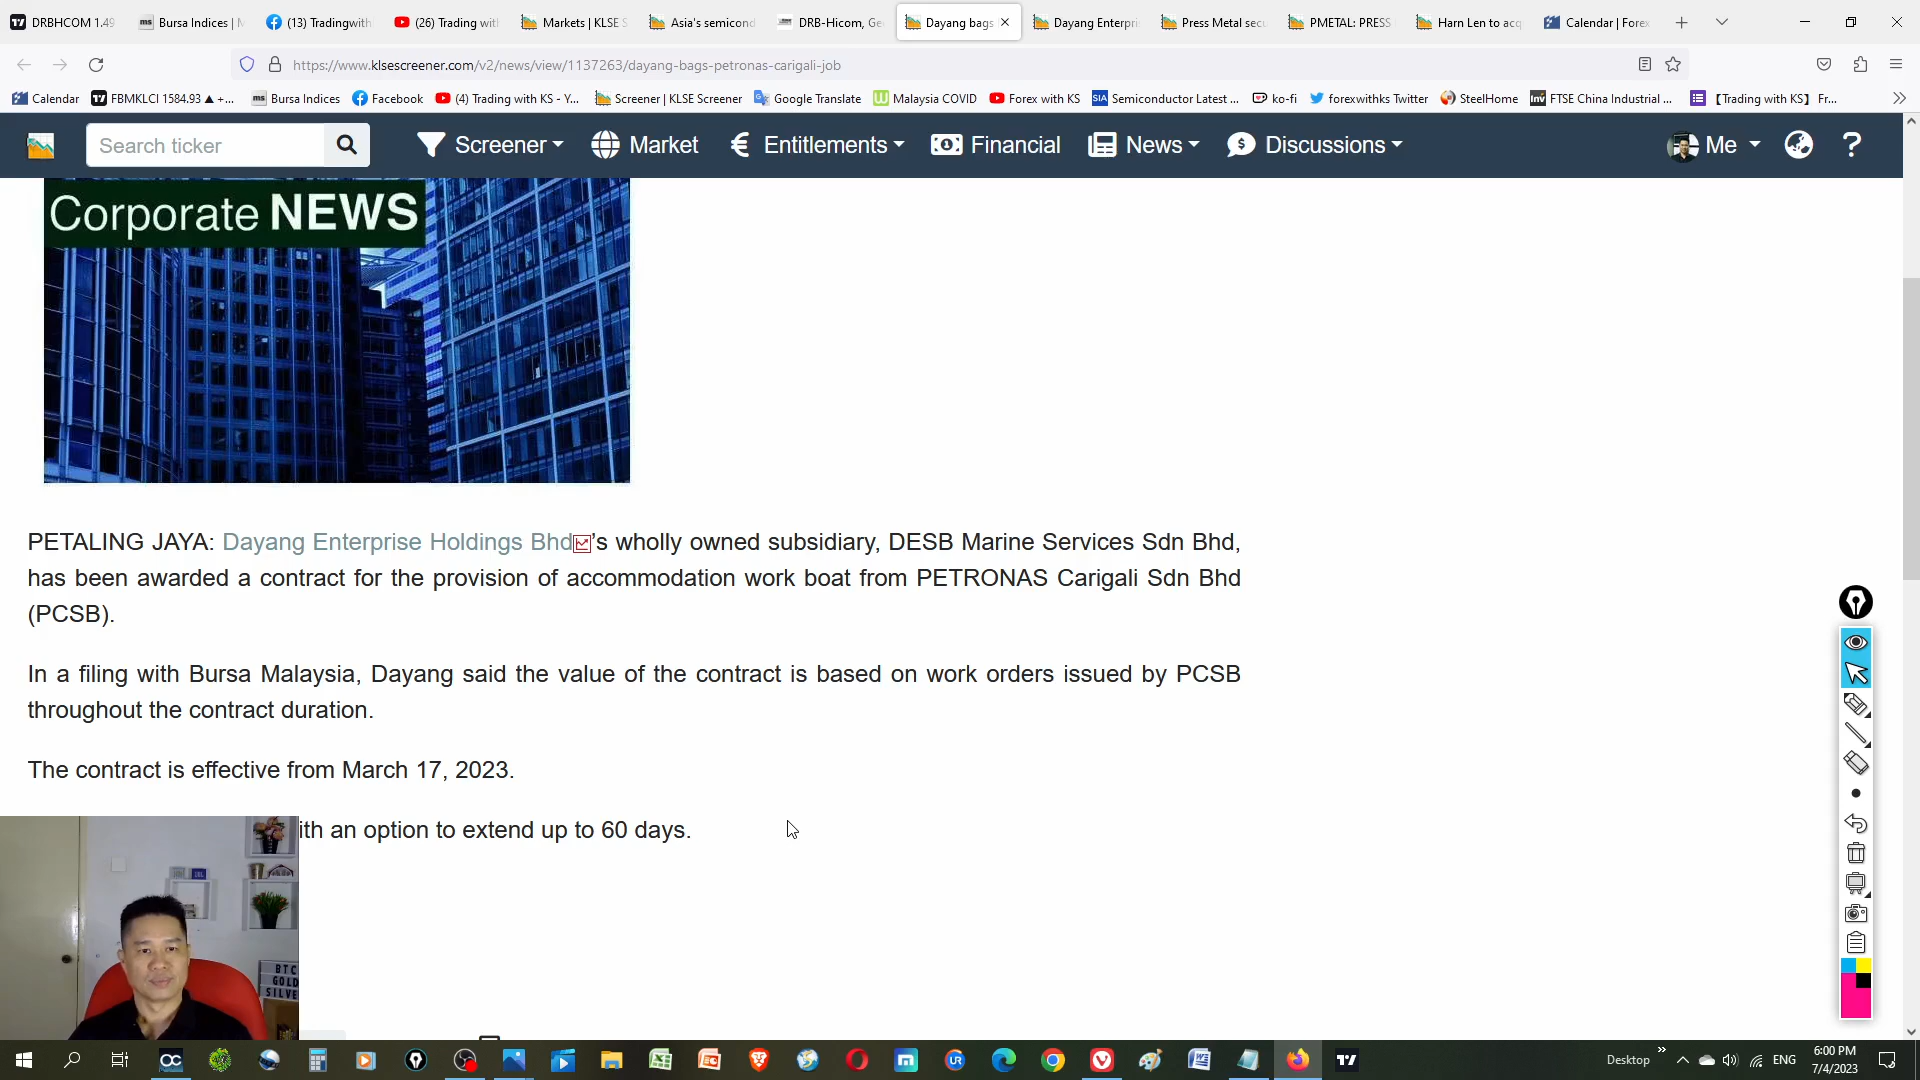 DRBHCOM 1.49
Bursa Indices | M
(13) Tradingwith
(26) Trading with
Markets | KLSE S
Asia's semicond
DRB-Hicom, Ge
Dayang bags
Dayang Enterpri
Press Metal secu
PMETAL: PRESS
Harn Len to acq
Calendar | Forex
https://www.klsescreener.com/v2/news/view/1137263/dayang-bags-petronas-carigali-job
Calendar
FBMKLCI 1584.93 ▲ +...
Bursa Indices
Facebook
(4) Trading with KS - Y...
Screener | KLSE Screener
Google Translate
Malaysia COVID
Forex with KS
Semiconductor Latest ...
ko-fi
forexwithks Twitter
SteelHome
FTSE China Industrial ...
【Trading with KS】 Fr...
Search ticker
Screener
Market
Entitlements
Financial
News
Discussions
Me
Corporate NEWS
PETALING JAYA: Dayang Enterprise Holdings Bhd's wholly owned subsidiary, DESB Marine Services Sdn Bhd,
has been awarded a contract for the provision of accommodation work boat from PETRONAS Carigali Sdn Bhd
(PCSB).
In a filing with Bursa Malaysia, Dayang said the value of the contract is based on work orders issued by PCSB
throughout the contract duration.
The contract is effective from March 17, 2023.
ith an option to extend up to 60 days.
BTC
GOLD
SILVE
Desktop
ENG
6:00 PM
7/4/2023